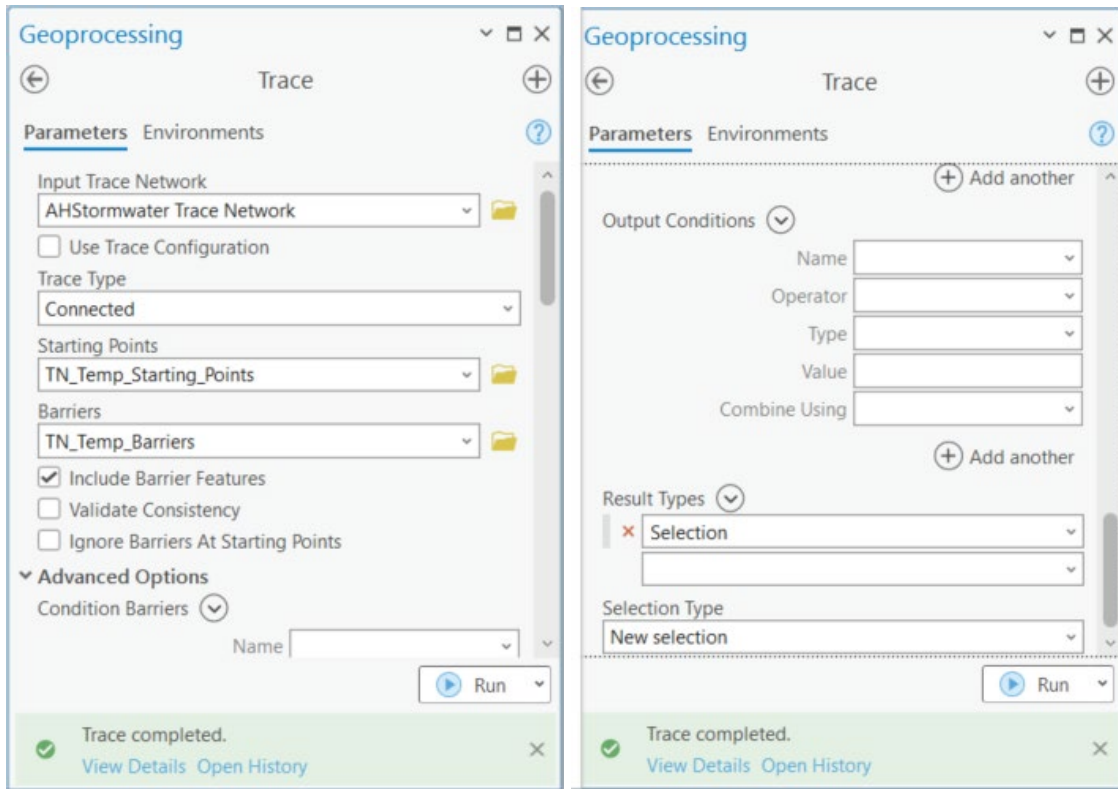 Geoprocessing
Trace
Parameters Environments
Input Trace Network
AHStormwater Trace Network
Use Trace Configuration
Trace Type
Connected
Starting Points
TN_Temp_Starting_Points
Barriers
TN_Temp_Barriers
Include Barrier Features
Validate Consistency
Ignore Barriers At Starting Points
Advanced Options
Condition Barriers
Name
Run
Trace completed.
View Details Open History
Geoprocessing
Trace
Parameters Environments
Add another
Output Conditions
Name
Operator
Type
Value
Combine Using
Add another
Result Types
Selection
Selection Type
New selection
Run
Trace completed.
View Details Open History